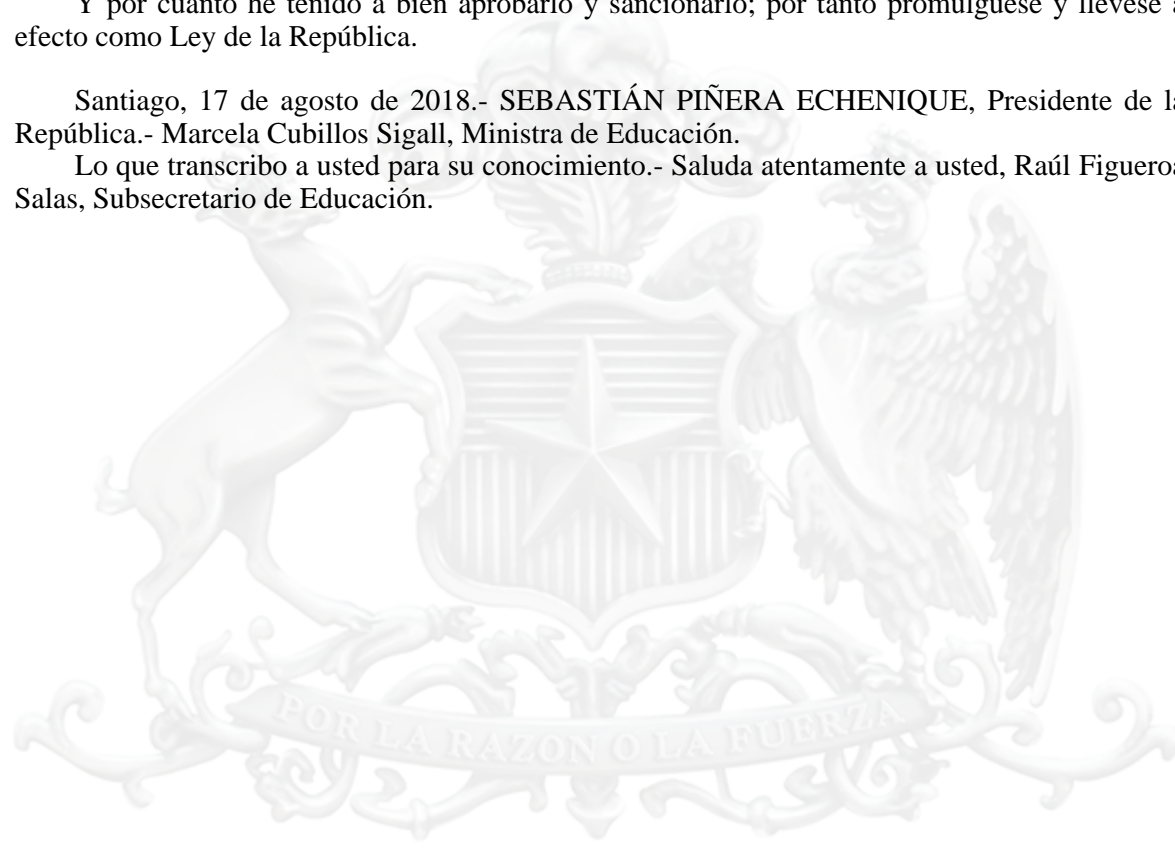 Y por cuanto he tenido a bien aprobarlo y sancionarlo; por tanto promúlguese y llévese a
efecto como Ley de la República.
Santiago, 17 de agosto de 2018.- SEBASTIÁN PIÑERA ECHENIQUE, Presidente de la
República.- Marcela Cubillos Sigall, Ministra de Educación.
Lo que transcribo a usted para su conocimiento.- Saluda atentamente a usted, Raúl Figueroa
Salas, Subsecretario de Educación.
POR LA RAZON O LA FUERZA